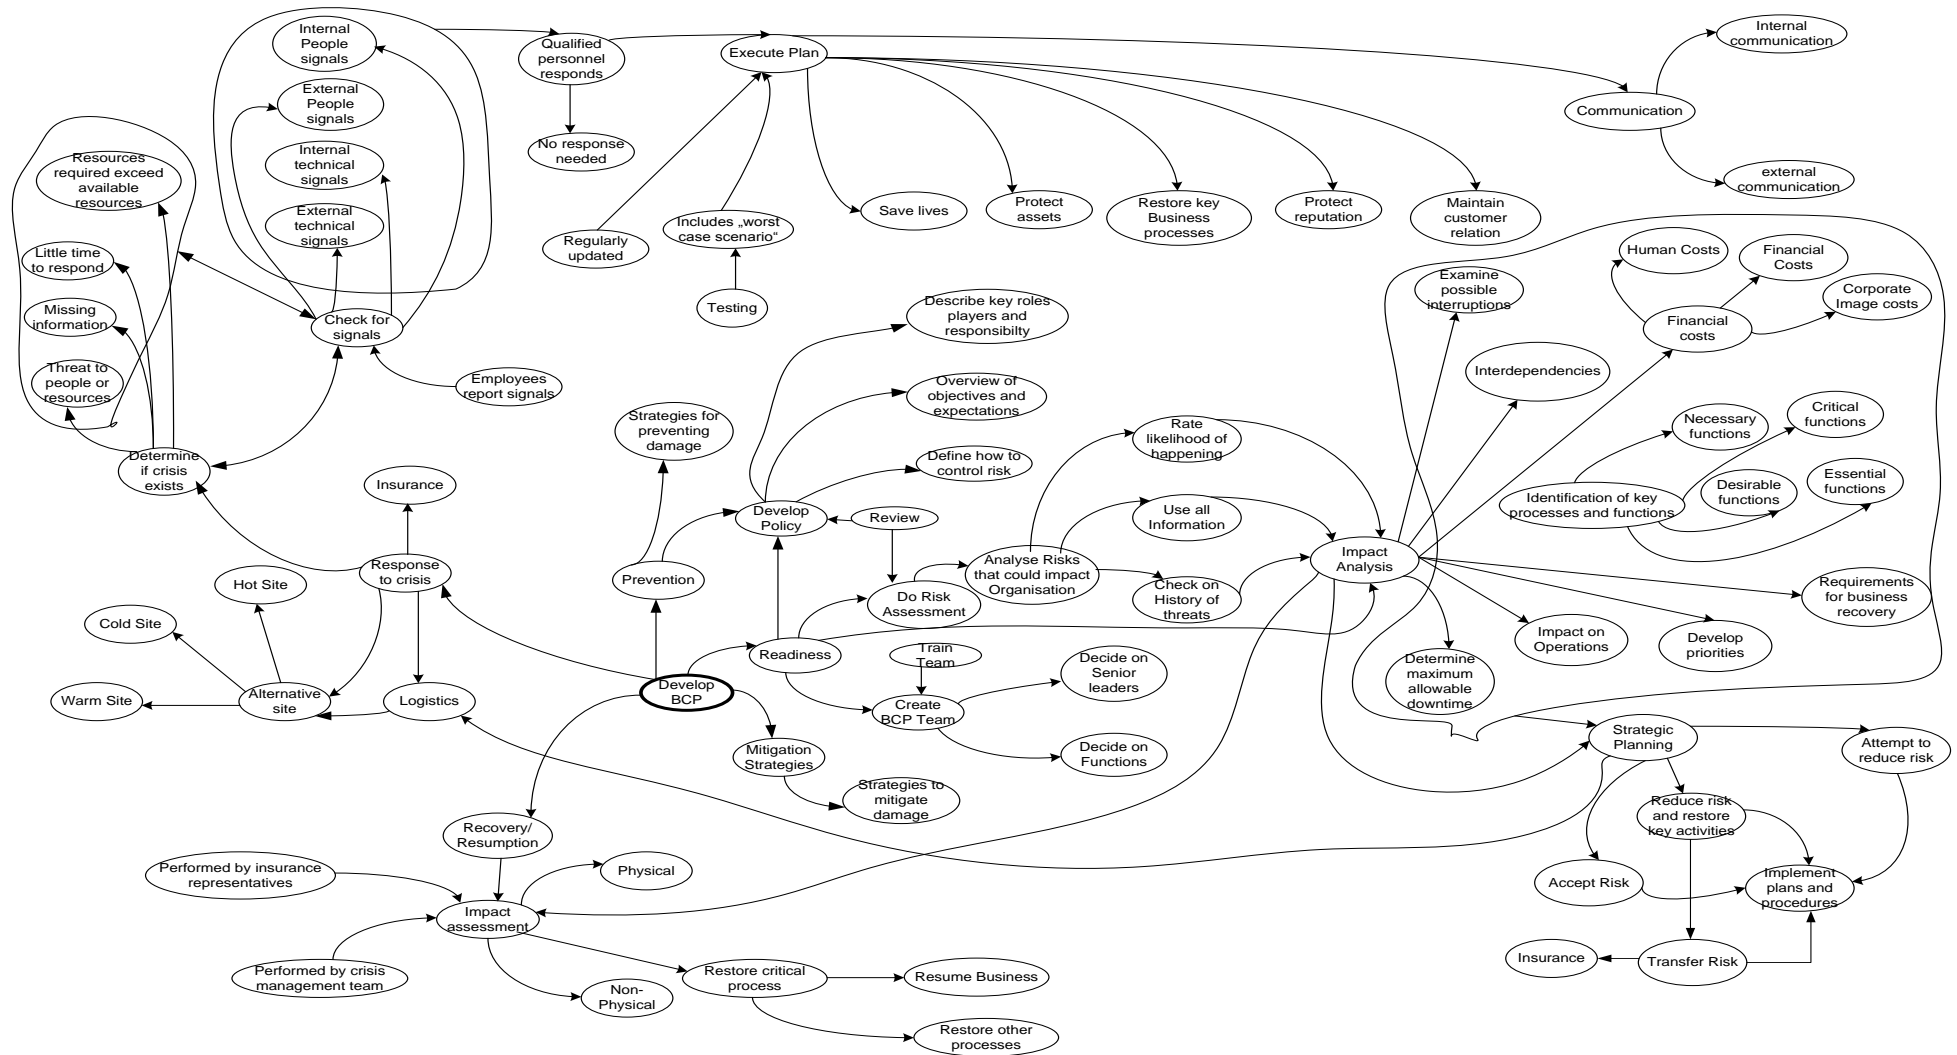 Internal
People
signals
External
People
signals
Internal
technical
signals
External
technical
signals
Resources
required exceed
available
resources
Little time
to respond
Missing
information
Threat to
people or
resources
Determine
if crisis
exists
Check for
signals
Employees
report signals
Qualified
personnel
responds
No response
needed
Execute Plan
Regularly
updated
Includes „worst
case scenario“
Testing
Save lives
Protect
assets
Restore key
Business
processes
Protect
reputation
Maintain
customer
relation
Communication
Internal
communication
external
communication
Human Costs
Financial
Costs
Corporate
Image costs
Financial
costs
Examine
possible
interruptions
Interdependencies
Necessary
functions
Critical
functions
Desirable
functions
Essential
functions
Identification of key
processes and functions
Describe key roles
players and
responsibilty
Overview of
objectives and
expectations
Define how to
control risk
Strategies for
preventing
damage
Develop
Policy
Review
Prevention
Do Risk
Assessment
Analyse Risks
that could impact
Organisation
Rate
likelihood of
happening
Use all
Information
Check on
History of
threats
Impact
Analysis
Requirements
for business
recovery
Develop
priorities
Impact on
Operations
Determine
maximum
allowable
downtime
Insurance
Response
to crisis
Hot Site
Cold Site
Warm Site
Alternative
site
Logistics
Develop
BCP
Readiness
Train
Team
Create
BCP Team
Decide on
Senior
leaders
Decide on
Functions
Mitigation
Strategies
Strategies to
mitigate
damage
Recovery/
Resumption
Performed by insurance
representatives
Performed by crisis
management team
Impact
assessment
Physical
Non-
Physical
Restore critical
process
Resume Business
Restore other
processes
Strategic
Planning
Attempt to
reduce risk
Reduce risk
and restore
key activities
Accept Risk
Implement
plans and
procedures
Insurance
Transfer Risk